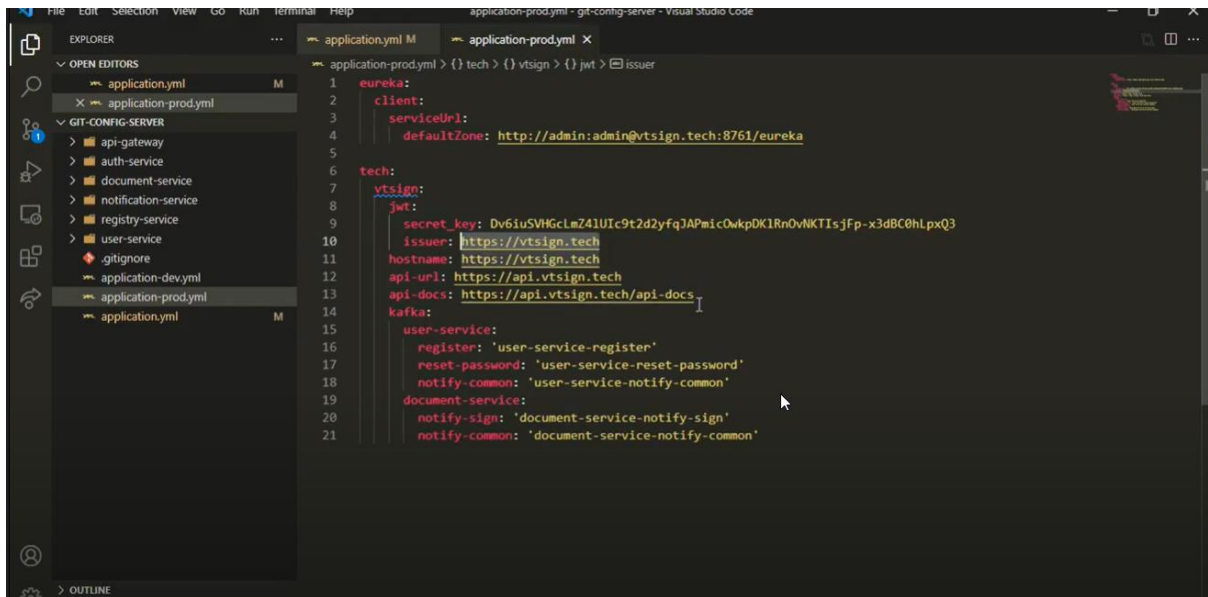 File Edit Selection View Go Run Terminal Help application-prod.yml - git-config-server - Visual Studio Code
EXPLORER
OPEN EDITORS
application.yml M
application-prod.yml
GIT-CONFIG-SERVER
api-gateway
auth-service
document-service
notification-service
registry-service
user-service
.gitignore
application-dev.yml
application-prod.yml
application.yml M
OUTLINE
1
application.yml M application-prod.yml
application-prod.yml > {} tech > {} vtsign > {} jwt > issuer
1 eureka:
2 client:
3 serviceUrl:
4 defaultZone: http://admin:admin@vtsign.tech:8761/eureka
5
6 tech:
7 vtsign:
8 jwt:
9 secret_key: Dv6iuSVHGcLmZ4lUIc9t2d2yfqJAPmicOwkpDKlRnOvNKTIsjFp-x3dBC0hLpxQ3
10 issuer: https://vtsign.tech
11 hostname: https://vtsign.tech
12 api-url: https://api.vtsign.tech
13 api-docs: https://api.vtsign.tech/api-docs
14 kafka:
15 user-service:
16 register: 'user-service-register'
17 reset-password: 'user-service-reset-password'
18 notify-common: 'user-service-notify-common'
19 document-service:
20 notify-sign: 'document-service-notify-sign'
21 notify-common: 'document-service-notify-common'